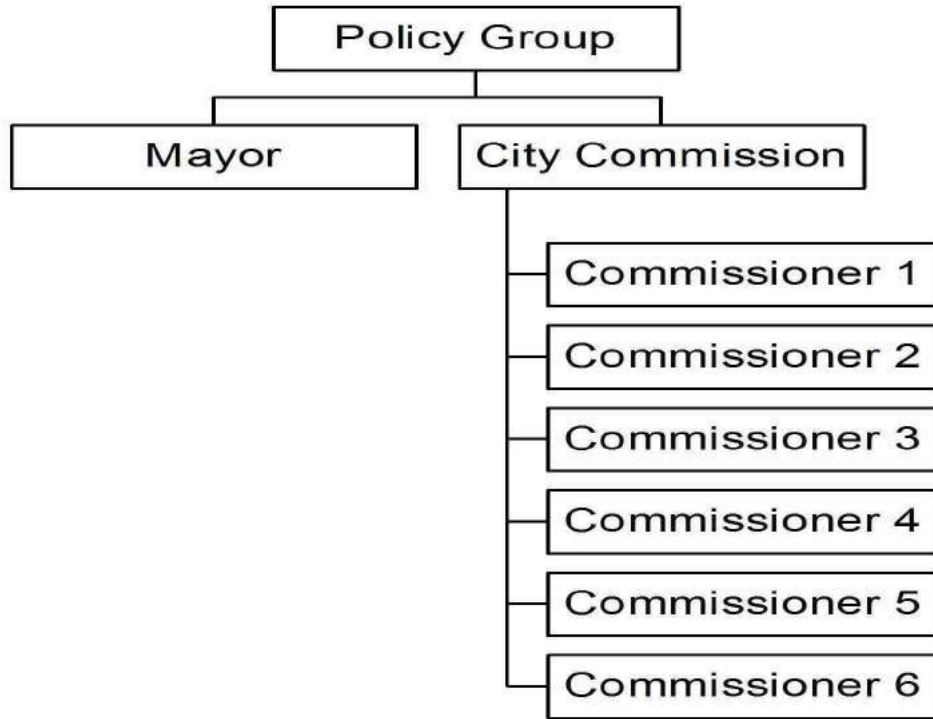 Policy Group
Mayor
City Commission
Commissioner 1
Commissioner 2
Commissioner 3
Commissioner 4
Commissioner 5
Commissioner 6